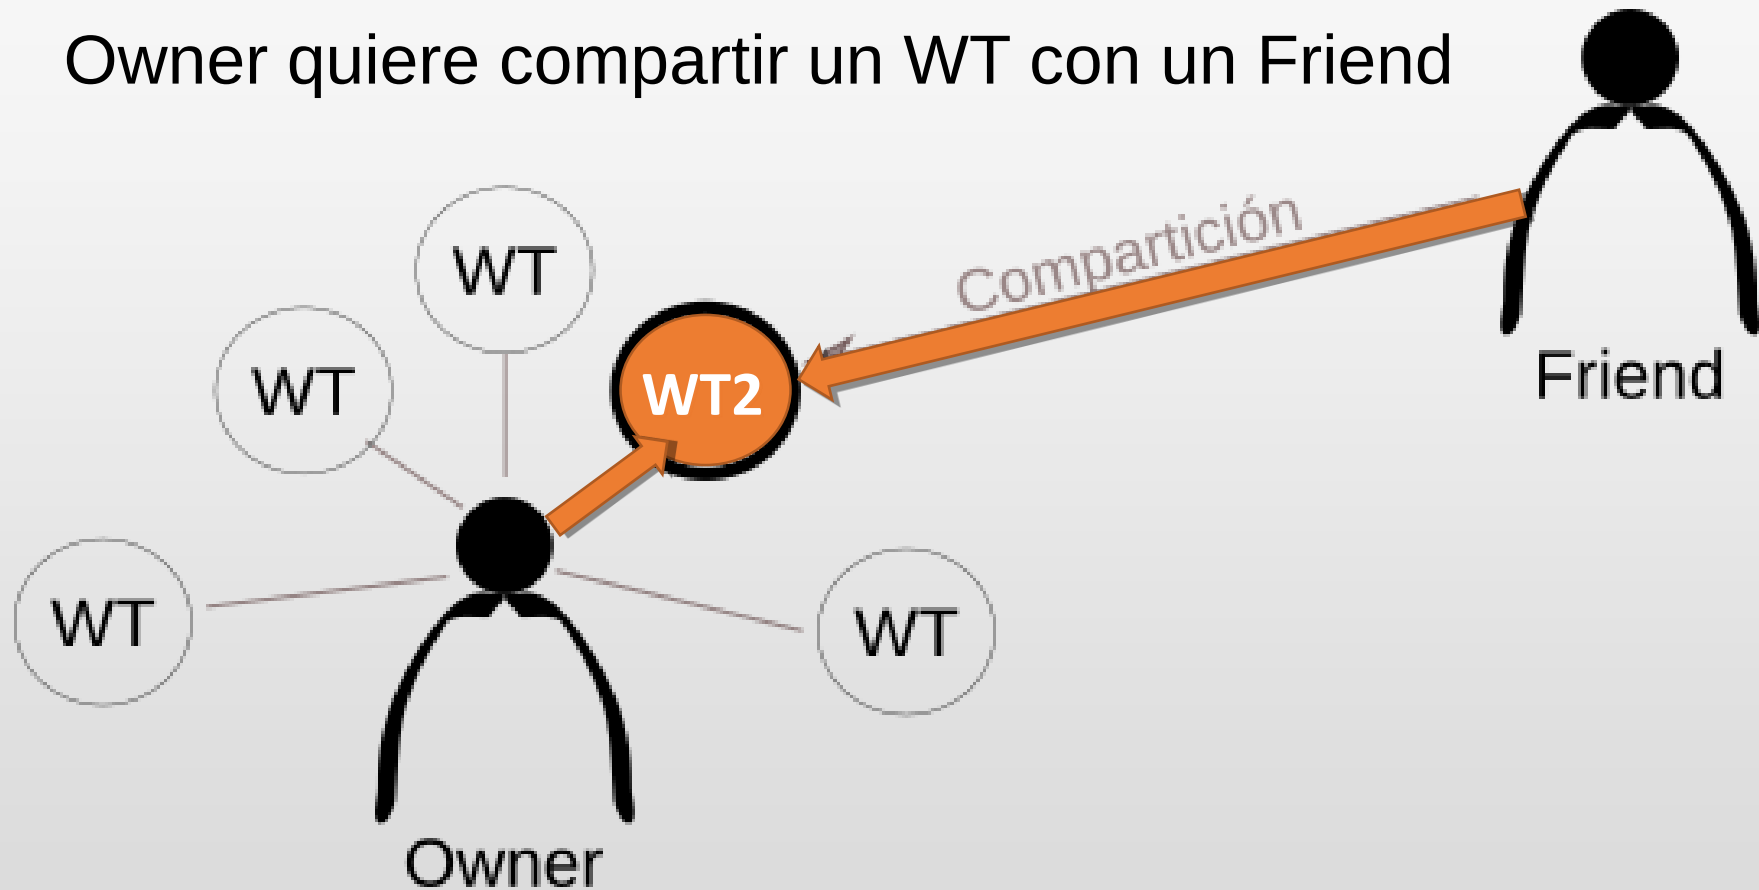 Owner quiere compartir un WT con un Friend
WT
Compartición
WT
WT2
Friend
WT
WT
Owner